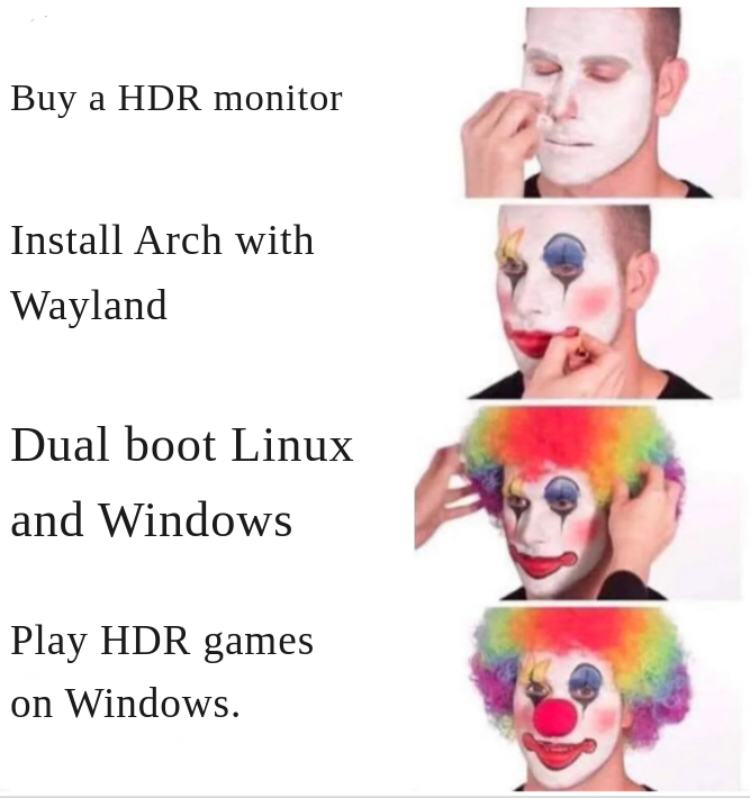 Buy a HDR monitor
Install Arch with
Wayland
Dual boot Linux
and Windows
Play HDR games
on Windows.